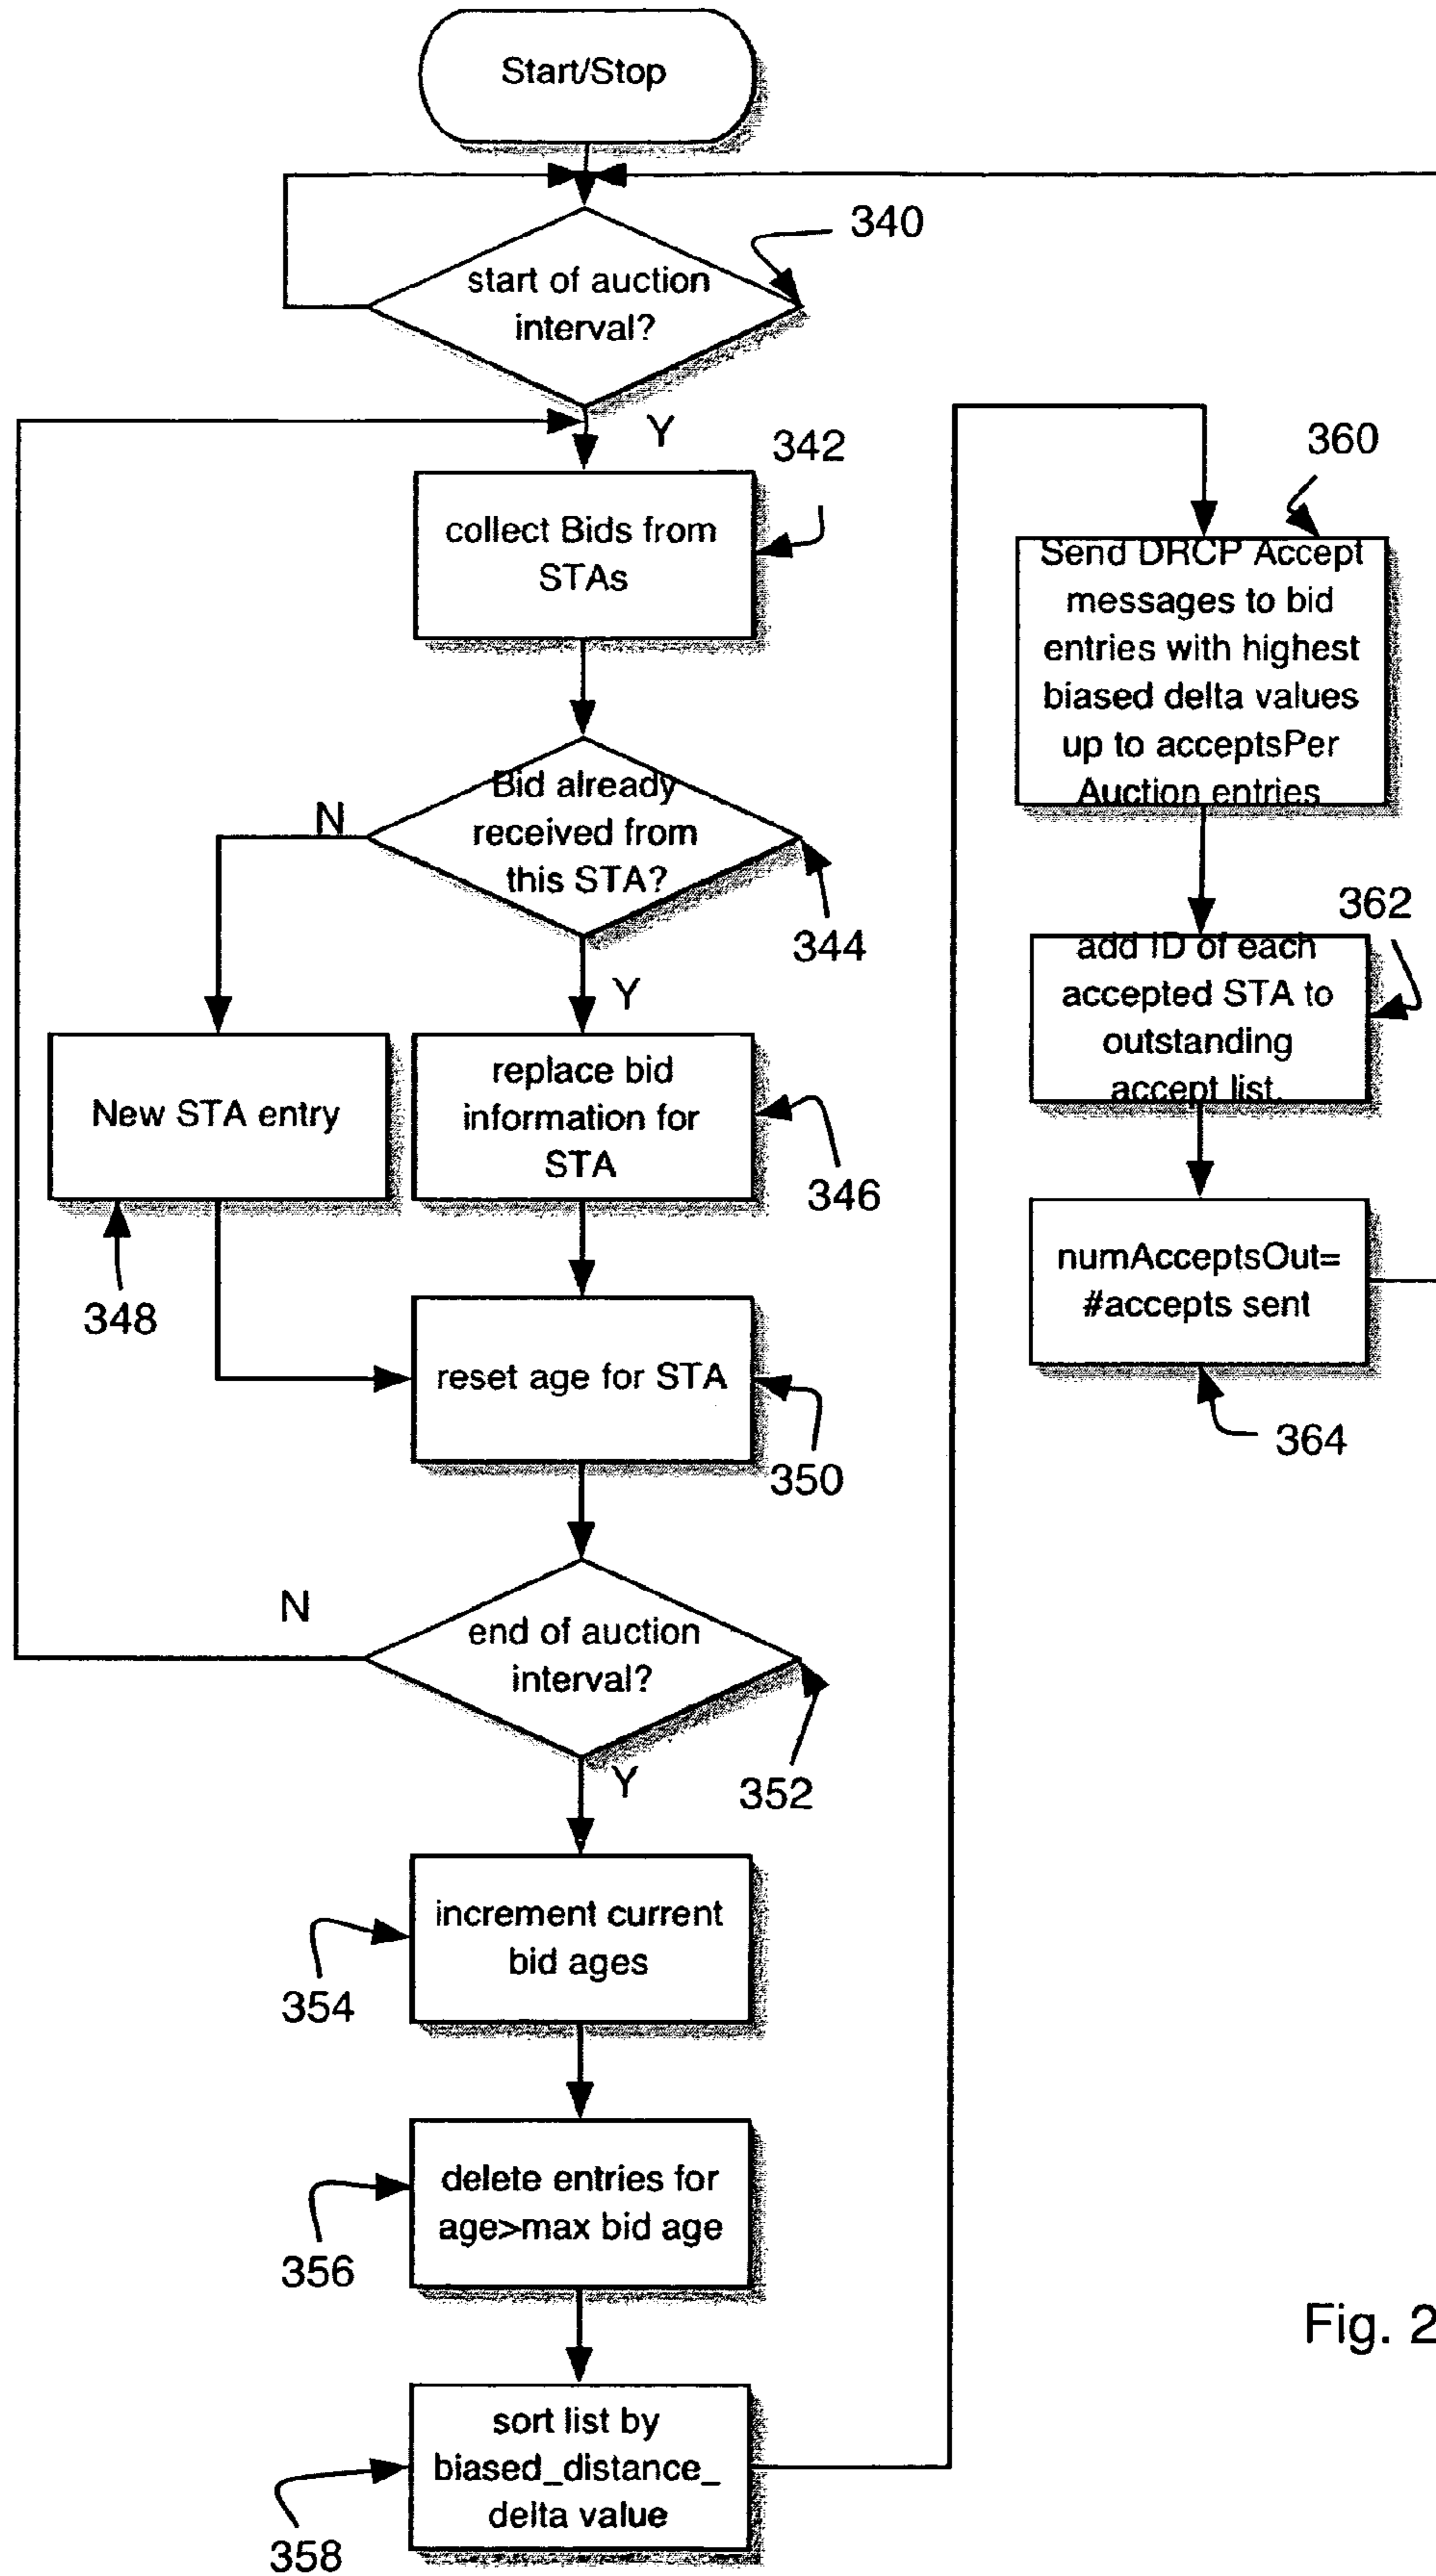 Start/Stop
start of auction
interval?
340
Y
342
collect Bids from
STAs
Bid already
received from
this STA?
N
344
Y
New STA entry
348
replace bid
information for
STA
346
reset age for STA
350
end of auction
interval?
N
352
Y
increment current
bid ages
354
delete entries for
age>max bid age
356
sort list by
biased_distance_
delta value
358
360
Send DRCP Accept
messages to bid
entries with highest
biased delta values
up to acceptsPer
Auction entries
362
add ID of each
accepted STA to
outstanding
accept list.
numAcceptsOut=
#accepts sent
364
Fig. 2